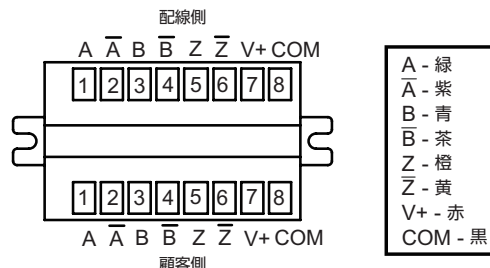 配線側
A A̅ B B̅ Z Z̅ V+ COM
1 2 3 4 5 6 7 8
1 2 3 4 5 6 7 8
A A̅ B B̅ Z Z̅ V+ COM
顧客側
A - 緑
A̅ - 紫
B - 青
B̅ - 茶
Z - 橙
Z̅ - 黄
V+ - 赤
COM - 黒